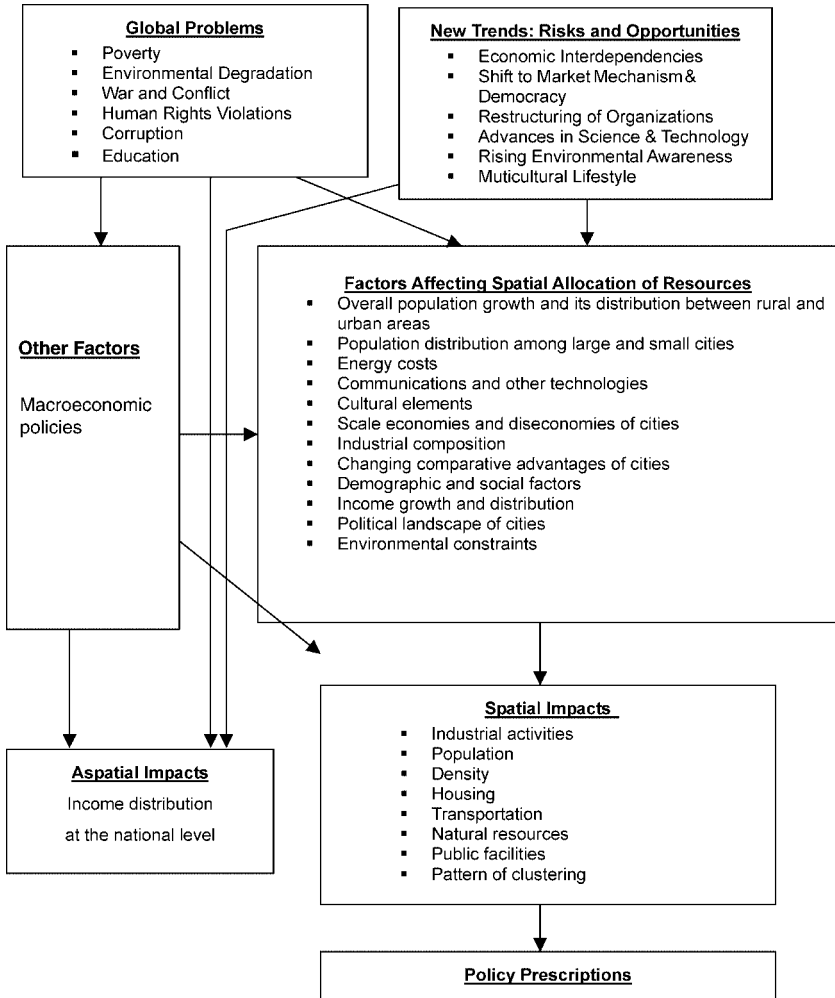 Global Problems
▪ Poverty
▪ Environmental Degradation
▪ War and Conflict
▪ Human Rights Violations
▪ Corruption
▪ Education
New Trends: Risks and Opportunities
▪ Economic Interdependencies
▪ Shift to Market Mechanism &
Democracy
▪ Restructuring of Organizations
▪ Advances in Science & Technology
▪ Rising Environmental Awareness
▪ Muticultural Lifestyle
Other Factors
Macroeconomic
policies
Factors Affecting Spatial Allocation of Resources
▪ Overall population growth and its distribution between rural and
urban areas
▪ Population distribution among large and small cities
▪ Energy costs
▪ Communications and other technologies
▪ Cultural elements
▪ Scale economies and diseconomies of cities
▪ Industrial composition
▪ Changing comparative advantages of cities
▪ Demographic and social factors
▪ Income growth and distribution
▪ Political landscape of cities
▪ Environmental constraints
Aspatial Impacts
Income distribution
at the national level
Spatial Impacts
▪ Industrial activities
▪ Population
▪ Density
▪ Housing
▪ Transportation
▪ Natural resources
▪ Public facilities
▪ Pattern of clustering
Policy Prescriptions